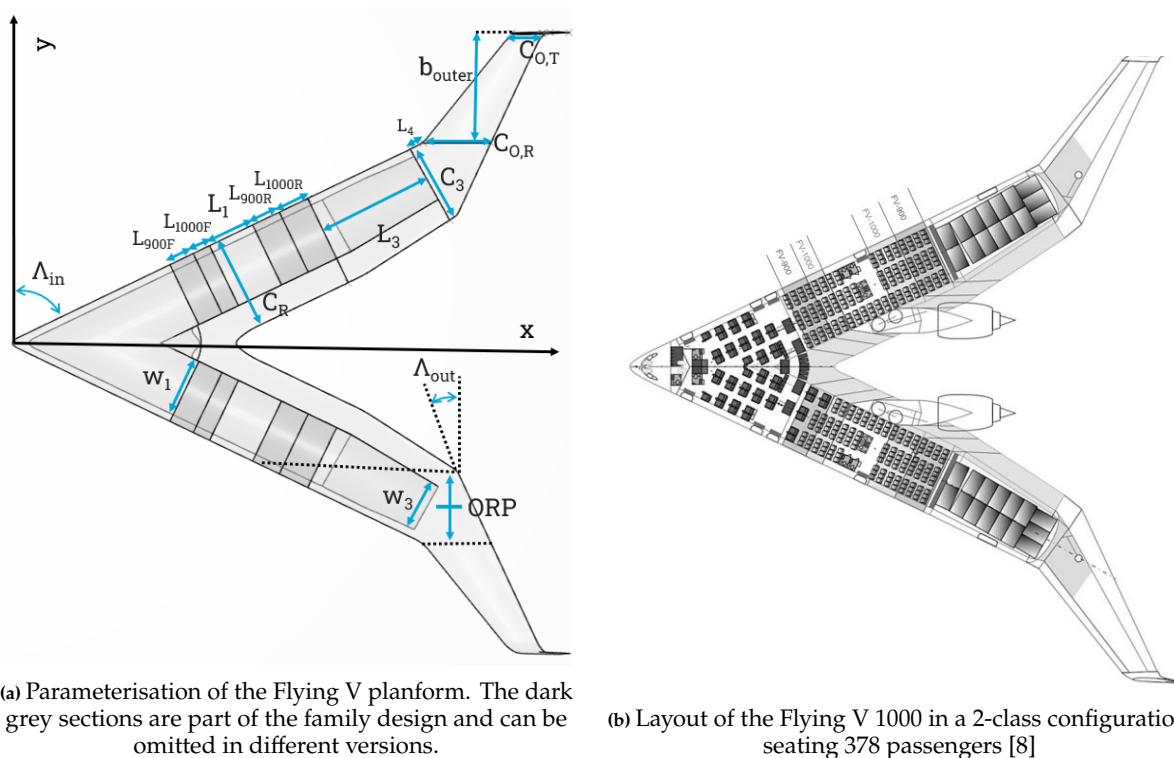 y
C_O,T
b_outer
L_4
C_O,R
L_1000R
C_3
L_900R
L_1
L_1000F
L_900F
L_3
Λ_in
C_R
x
Λ_out
w_1
w_3
ORP
FV-900
FV-1000
FV-1000
FV-900
(a) Parameterisation of the Flying V planform. The dark
grey sections are part of the family design and can be
omitted in different versions.
(b) Layout of the Flying V 1000 in a 2-class configuratio
seating 378 passengers [8]